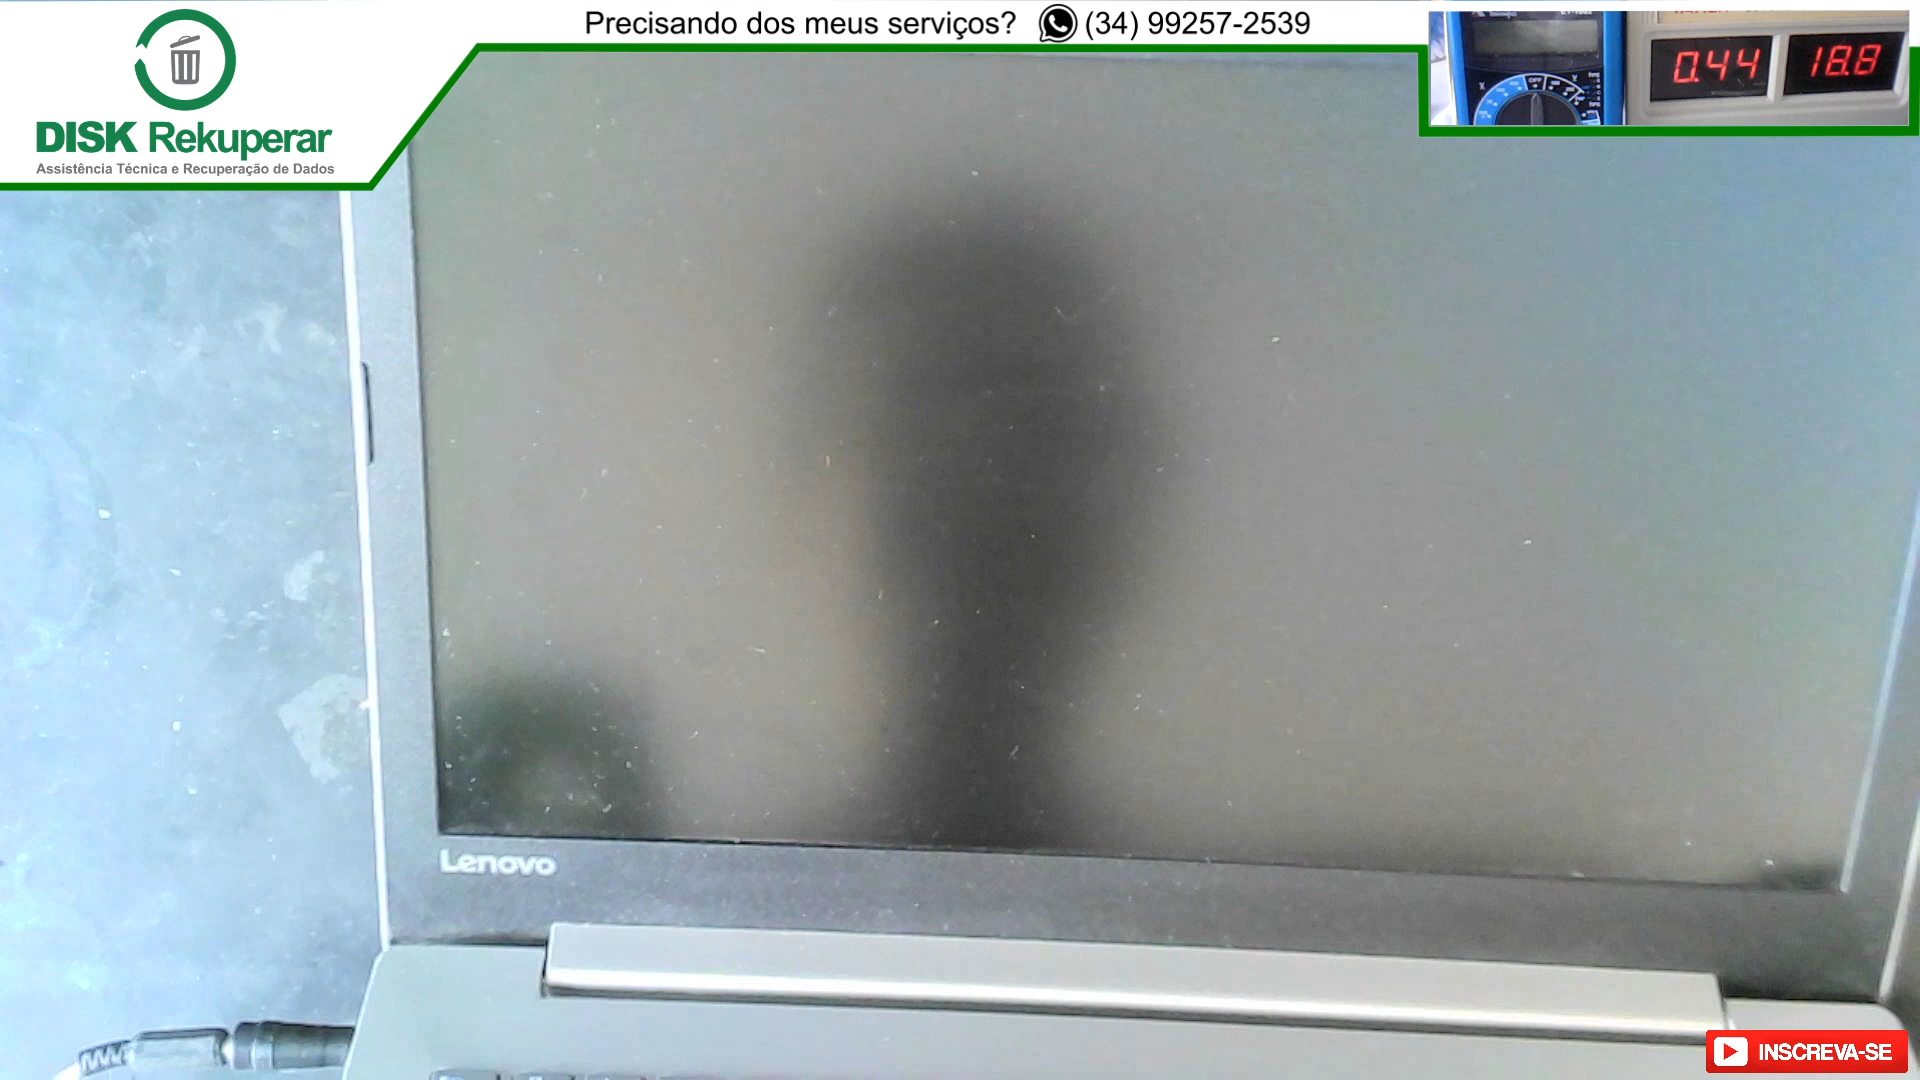 Precisando dos meus serviços? (34) 99257-2539
DISK Rekuperar
Assistência Técnica e Recuperação de Dados
OFF
0.44 18.8
Lenovo
INSCREVA-SE